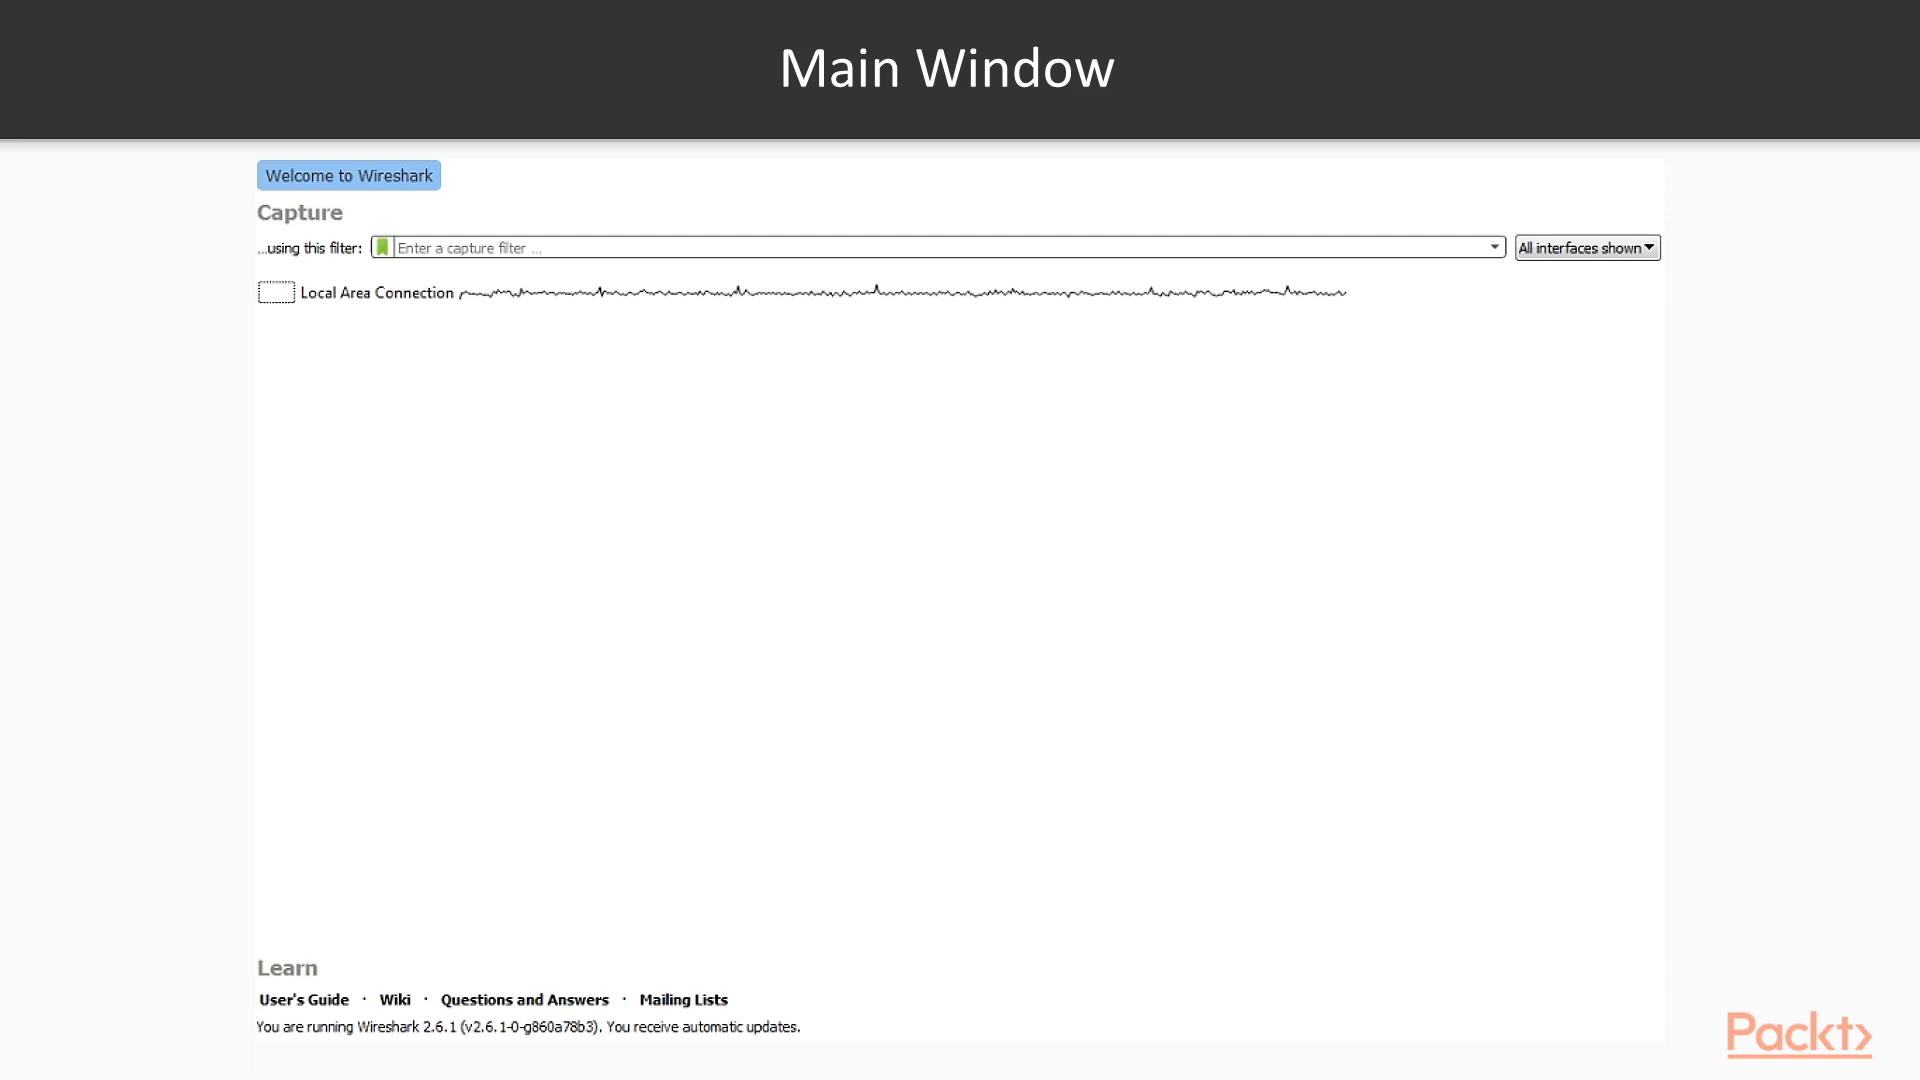 Main Window
Welcome to Wireshark
Capture
...using this filter: Enter a capture filter ... All interfaces shown
Local Area Connection
Learn
User's Guide · Wiki · Questions and Answers · Mailing Lists
You are running Wireshark 2.6.1 (v2.6.1-0-g860a78b3). You receive automatic updates.
Packt>